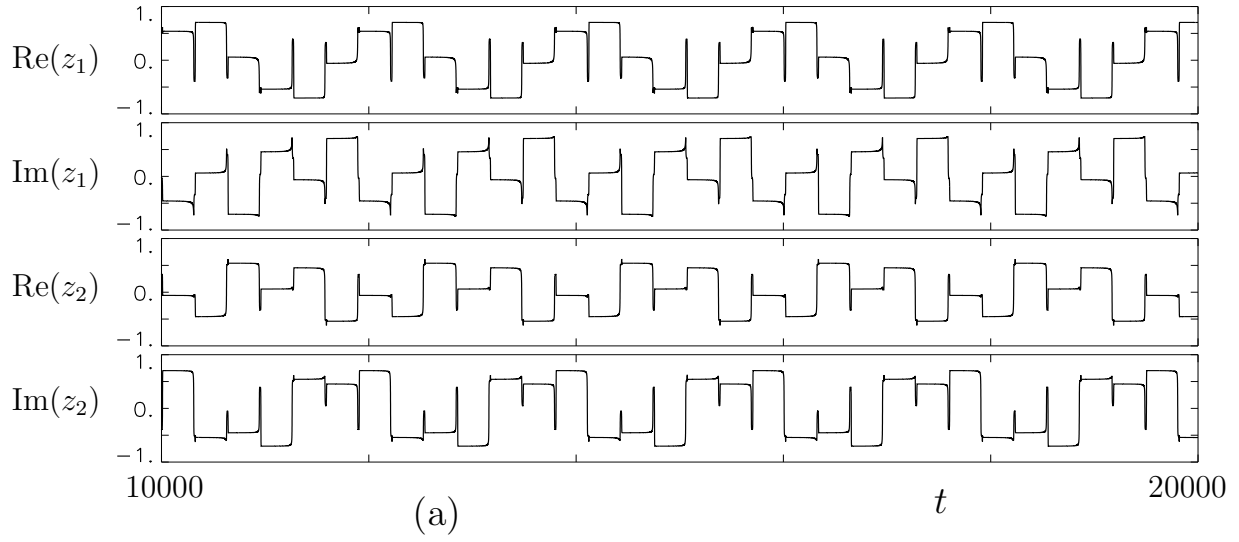 1.
Re(z₁) 0.
−1.
1.
Im(z₁) 0.
−1.
1.
Re(z₂) 0.
−1.
1.
Im(z₂) 0.
−1.
10000 t 20000
(a)